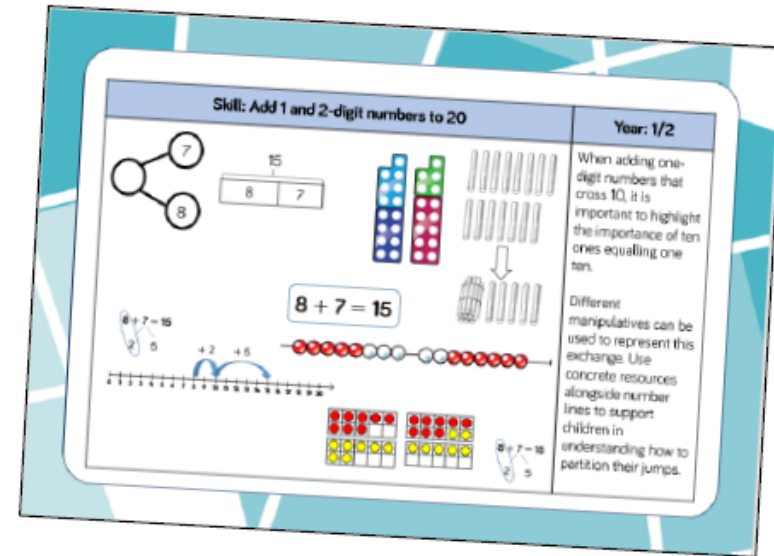 Skill: Add 1 and 2-digit numbers to 20
Year: 1/2
7
8
15
8 7
8 + 7 = 15
8 + 7 = 15
2 5
+2 +5
8 + 7 = 15
2 5
When adding one-
digit numbers that
cross 10, it is
important to highlight
the importance of ten
ones equalling one
ten.
Different
manipulatives can be
used to represent this
exchange. Use
concrete resources
alongside number
lines to support
children in
understanding how to
partition their jumps.